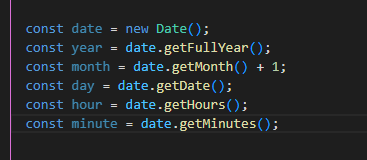 const date = new Date();
const year = date.getFullYear();
const month = date.getMonth() + 1;
const day = date.getDate();
const hour = date.getHours();
const minute = date.getMinutes();